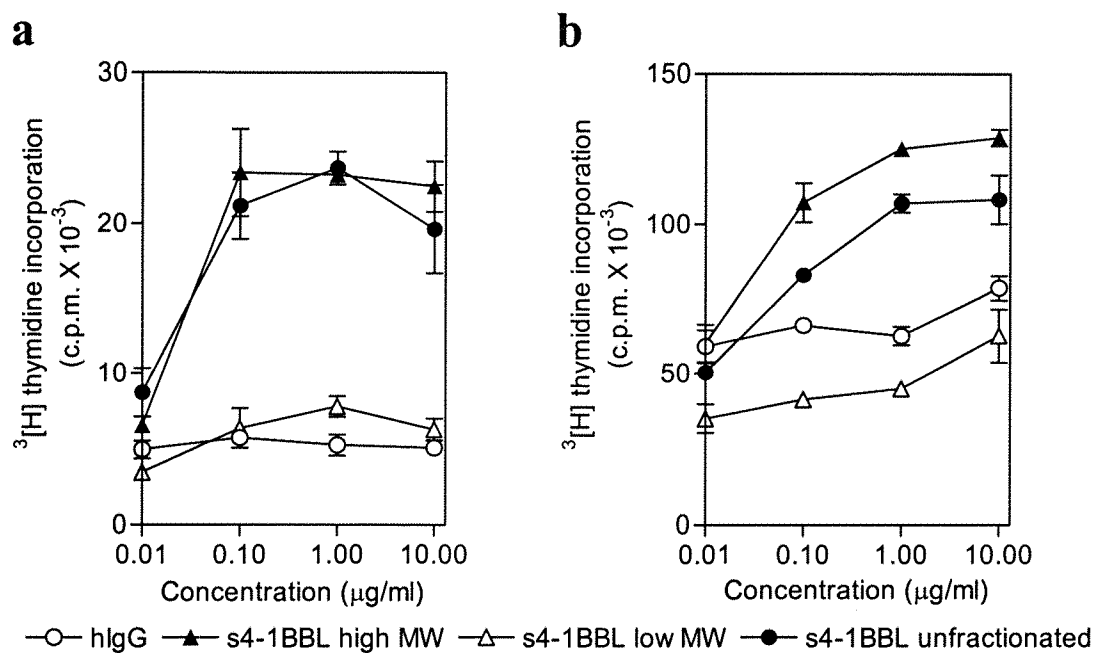 a
b
30
20
10
0
³[H] thymidine incorporation
(c.p.m. X 10⁻³)
0.01 0.10 1.00 10.00
Concentration (µg/ml)
150
100
50
0
³[H] thymidine incorporation
(c.p.m. X 10⁻³)
0.01 0.10 1.00 10.00
Concentration (µg/ml)
hIgG s4-1BBL high MW s4-1BBL low MW s4-1BBL unfractionated